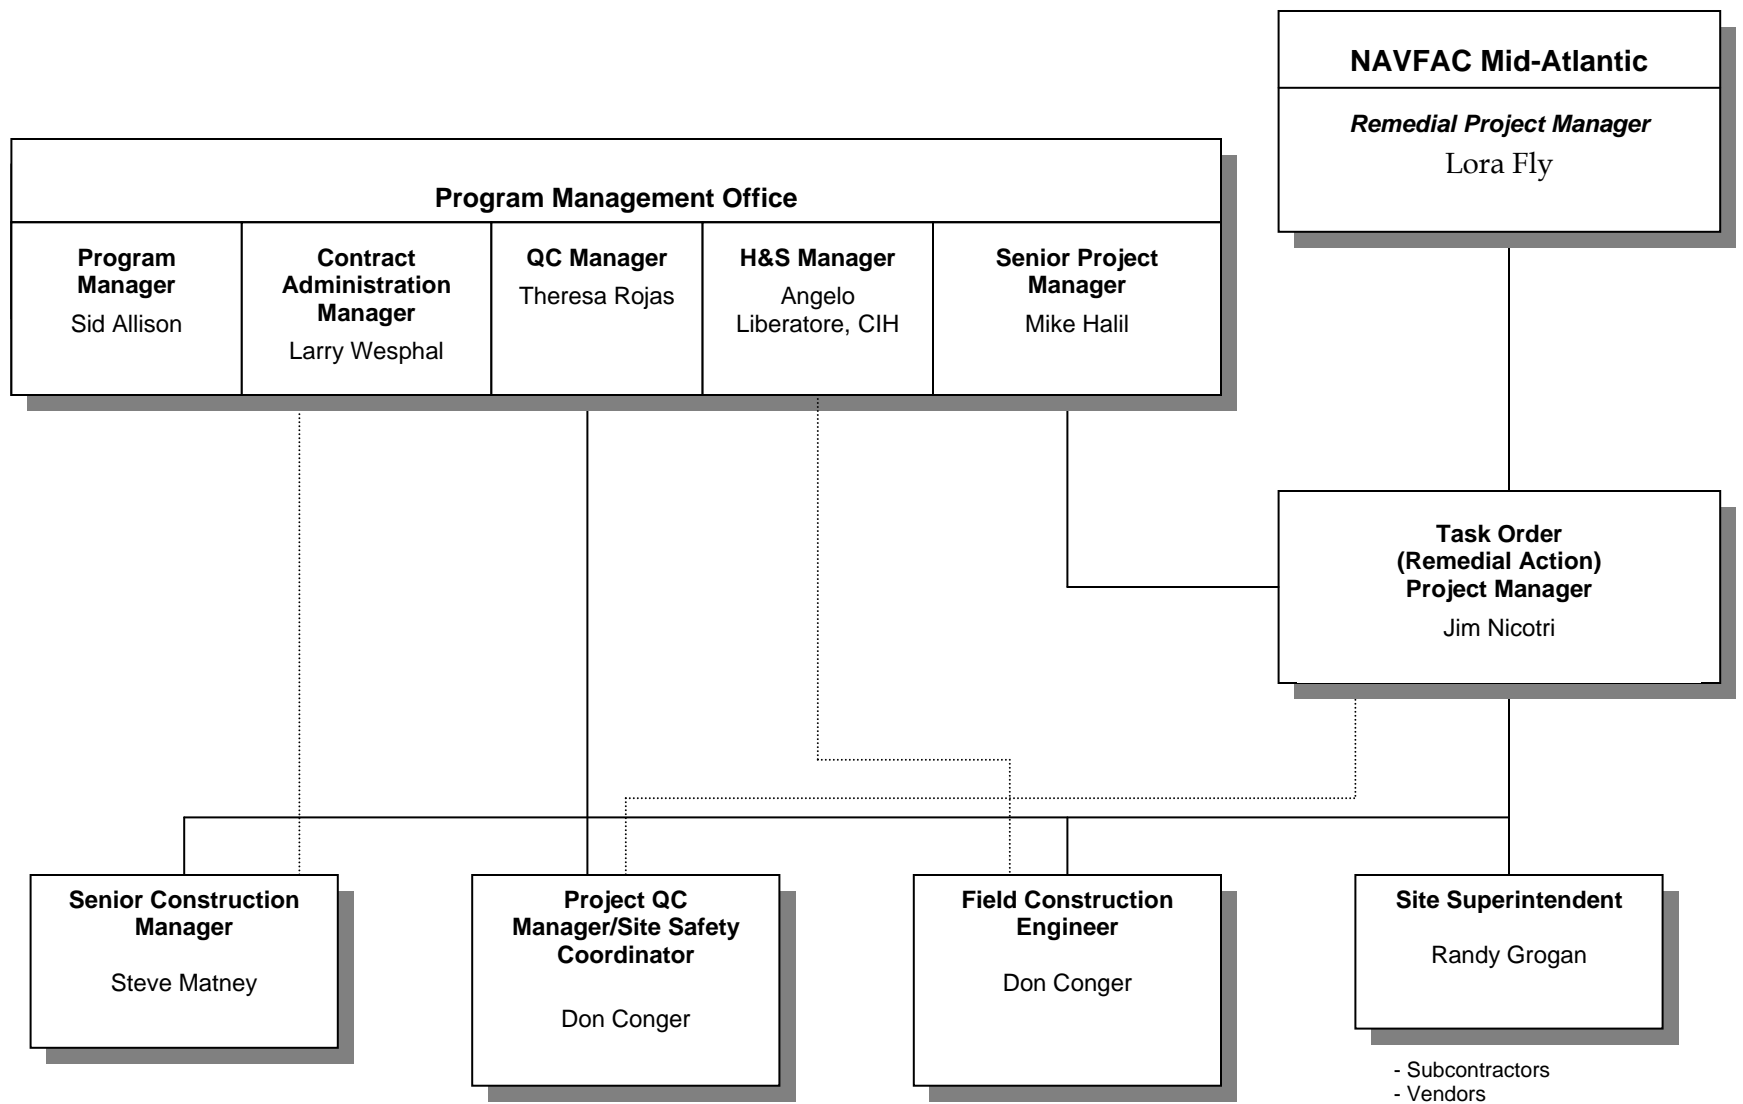 NAVFAC Mid-Atlantic
Remedial Project Manager
Lora Fly
Program Management Office
Program
Manager
Sid Allison
Contract
Administration
Manager
Larry Wesphal
QC Manager
Theresa Rojas
H&S Manager
Angelo
Liberatore, CIH
Senior Project
Manager
Mike Halil
Task Order
(Remedial Action)
Project Manager
Jim Nicotri
Senior Construction
Manager
Steve Matney
Project QC
Manager/Site Safety
Coordinator
Don Conger
Field Construction
Engineer
Don Conger
Site Superintendent
Randy Grogan
- Subcontractors
- Vendors